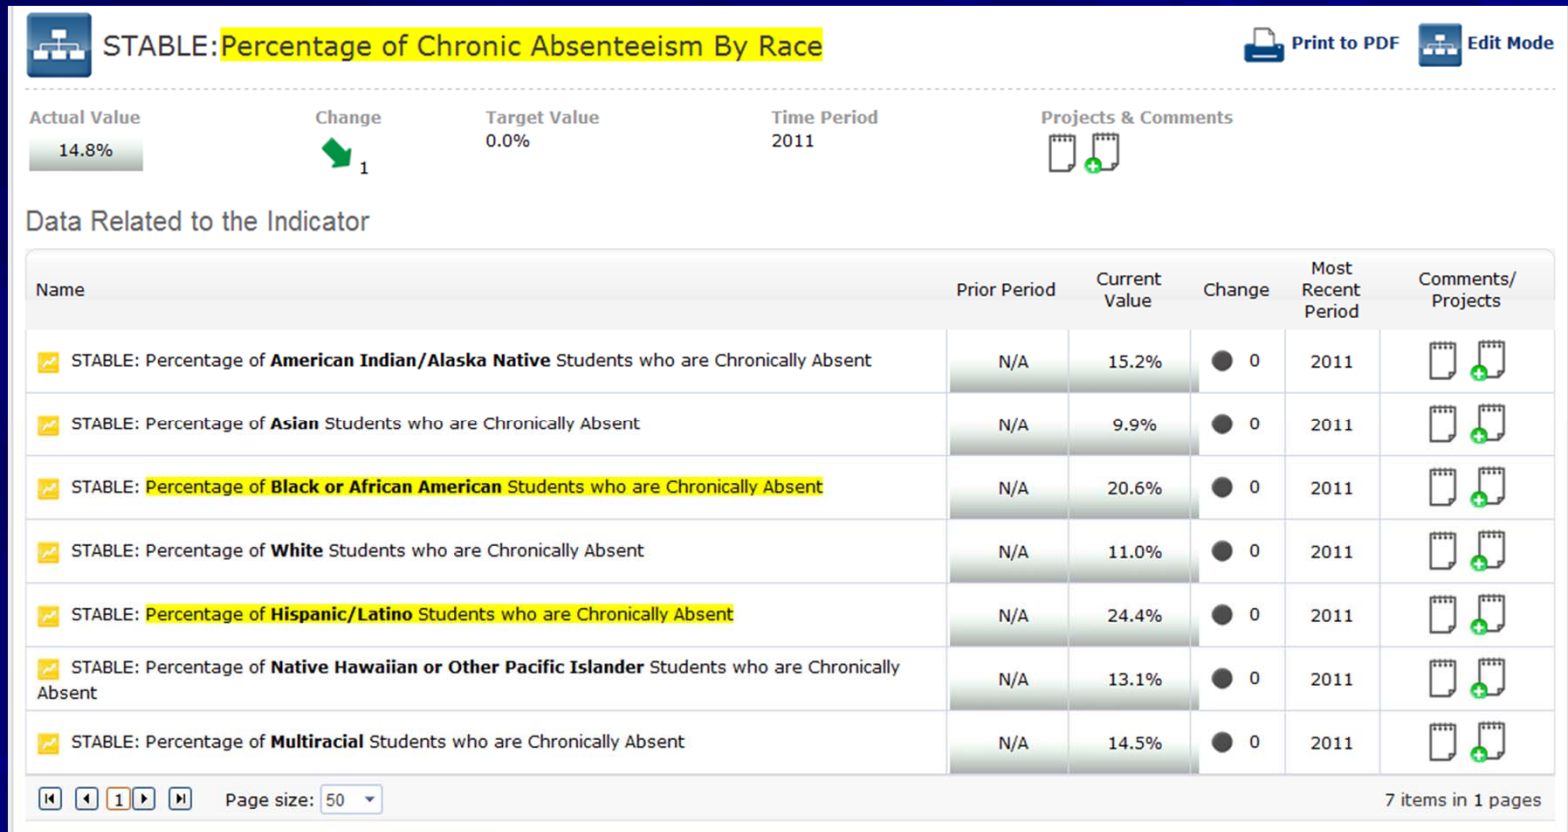 STABLE:Percentage of Chronic Absenteeism By Race
Print to PDF
Edit Mode
Actual Value Change Target Value Time Period Projects & Comments
14.8% 1 0.0% 2011
Data Related to the Indicator
Name Prior Period Current Value Change Most Recent Period Comments/ Projects
STABLE: Percentage of American Indian/Alaska Native Students who are Chronically Absent N/A 15.2% 0 2011
STABLE: Percentage of Asian Students who are Chronically Absent N/A 9.9% 0 2011
STABLE: Percentage of Black or African American Students who are Chronically Absent N/A 20.6% 0 2011
STABLE: Percentage of White Students who are Chronically Absent N/A 11.0% 0 2011
STABLE: Percentage of Hispanic/Latino Students who are Chronically Absent N/A 24.4% 0 2011
STABLE: Percentage of Native Hawaiian or Other Pacific Islander Students who are Chronically
Absent N/A 13.1% 0 2011
STABLE: Percentage of Multiracial Students who are Chronically Absent N/A 14.5% 0 2011
1 Page size: 50 7 items in 1 pages